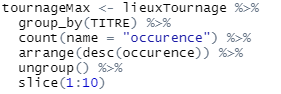 tournageMax <- lieuxTournage %>%
group_by(TITRE) %>%
count(name = "occurence") %>%
arrange(desc(occurence)) %>%
ungroup() %>%
slice(1:10)